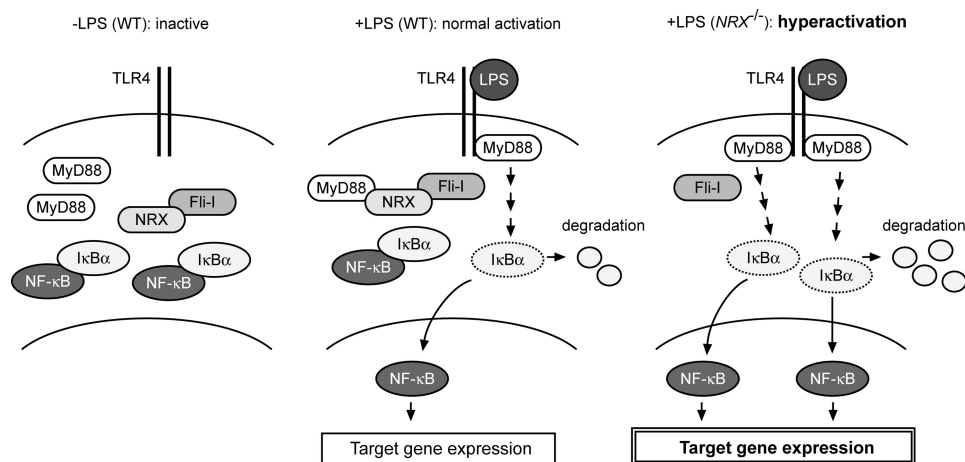 -LPS (WT): inactive
TLR4
MyD88
MyD88
Fli-I
NRX
IκBα
NF-κB
IκBα
NF-κB
+LPS (WT): normal activation
TLR4
LPS
MyD88
MyD88
Fli-I
NRX
IκBα
NF-κB
IκBα
degradation
NF-κB
Target gene expression
+LPS (NRX-/-): hyperactivation
TLR4
LPS
MyD88
MyD88
Fli-I
degradation
IκBα
IκBα
NF-κB
NF-κB
Target gene expression